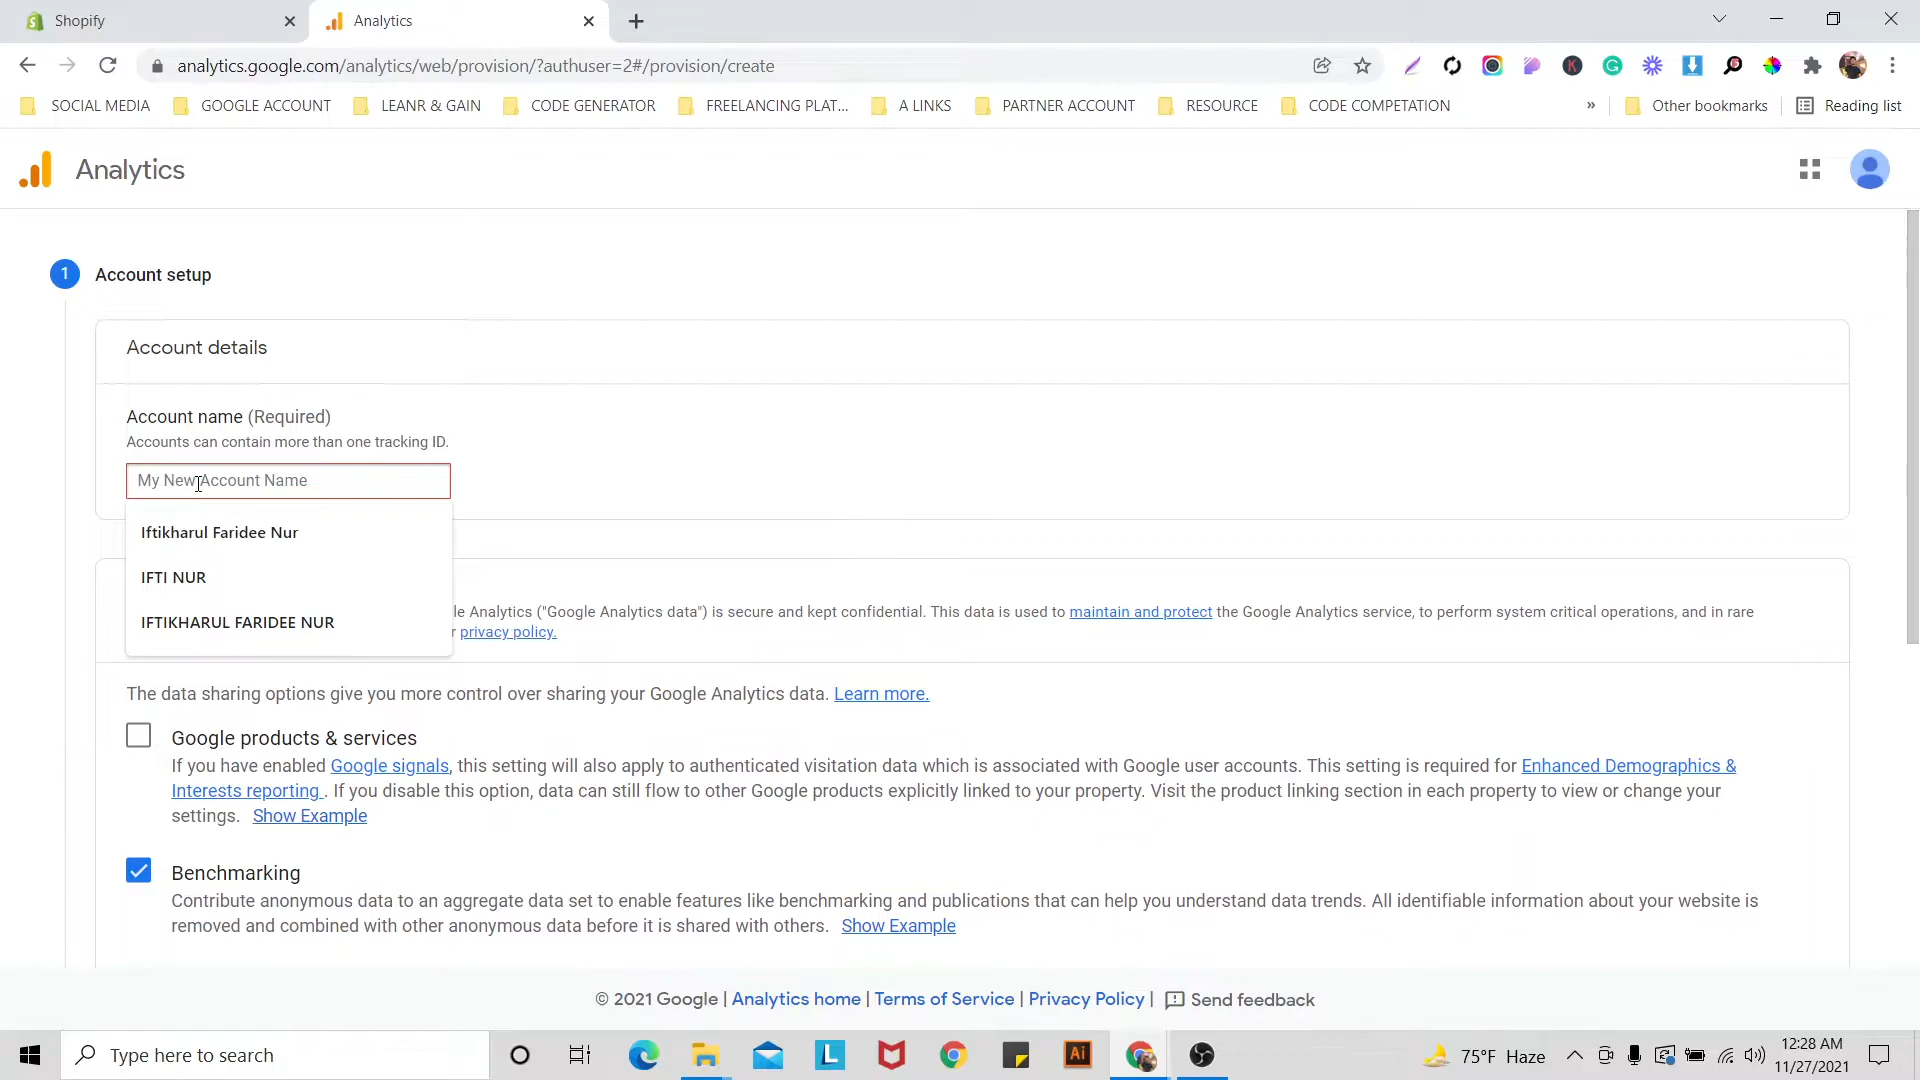 Shopify
Analytics
analytics.google.com/analytics/web/provision/?authuser=2#/provision/create
SOCIAL MEDIA
GOOGLE ACCOUNT
LEANR & GAIN
CODE GENERATOR
FREELANCING PLAT...
A LINKS
PARTNER ACCOUNT
RESOURCE
CODE COMPETATION
»
Other bookmarks
Reading list
Analytics
1 Account setup
Account details
Account name (Required)
Accounts can contain more than one tracking ID.
My New Account Name
Iftikharul Faridee Nur
IFTI NUR
IFTIKHARUL FARIDEE NUR
le Analytics ("Google Analytics data") is secure and kept confidential. This data is used to maintain and protect the Google Analytics service, to perform system critical operations, and in rare
r privacy policy.
The data sharing options give you more control over sharing your Google Analytics data. Learn more.
Google products & services
If you have enabled Google signals, this setting will also apply to authenticated visitation data which is associated with Google user accounts. This setting is required for Enhanced Demographics &
Interests reporting . If you disable this option, data can still flow to other Google products explicitly linked to your property. Visit the product linking section in each property to view or change your
settings. Show Example
Benchmarking
Contribute anonymous data to an aggregate data set to enable features like benchmarking and publications that can help you understand data trends. All identifiable information about your website is
removed and combined with other anonymous data before it is shared with others. Show Example
© 2021 Google | Analytics home | Terms of Service | Privacy Policy | Send feedback
Type here to search
L
Ai
75°F Haze
12:28 AM
11/27/2021